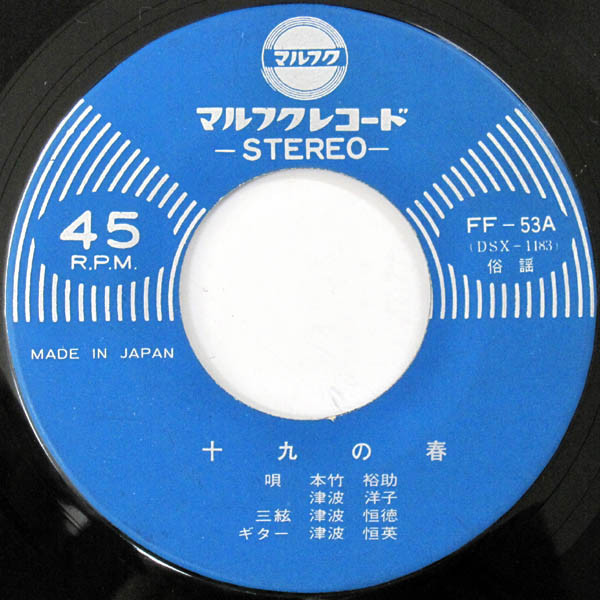 マルフク
マルフクレコード
—STEREO—
45
R.P.M.
FF-53A
(DSX-1183)
俗謡
MADE IN JAPAN
十九の春
唄 本竹 裕助
津波 洋子
三絃 津波 恒徳
ギター 津波 恒英